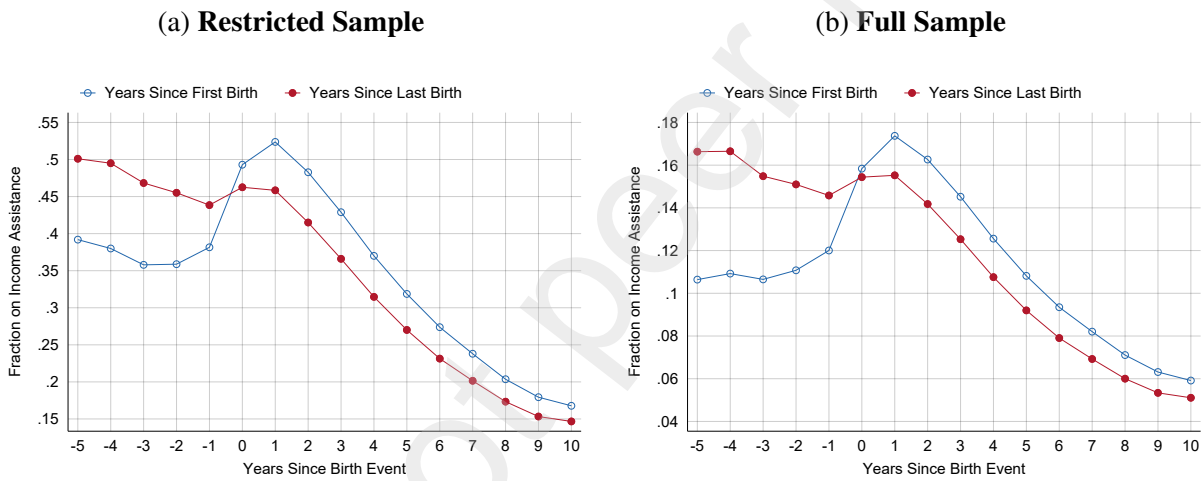 (a) Restricted Sample
Years Since First Birth Years Since Last Birth
Fraction on Income Assistance
.55
.5
.45
.4
.35
.3
.25
.2
.15
-5 -4 -3 -2 -1 0 1 2 3 4 5 6 7 8 9 10
Years Since Birth Event
(b) Full Sample
Years Since First Birth Years Since Last Birth
Fraction on Income Assistance
.18
.16
.14
.12
.1
.08
.06
.04
-5 -4 -3 -2 -1 0 1 2 3 4 5 6 7 8 9 10
Years Since Birth Event
ot peer